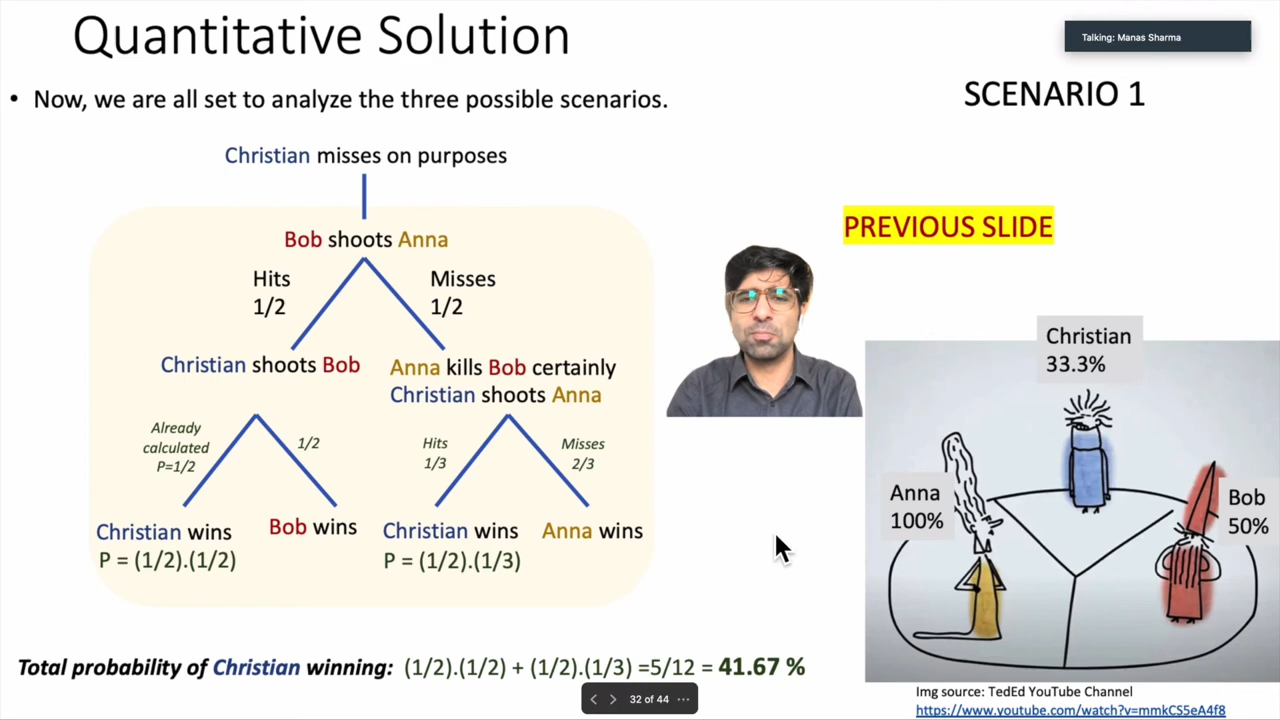 Quantitative Solution
Talking: Manas Sharma
• Now, we are all set to analyze the three possible scenarios.
SCENARIO 1
Christian misses on purposes
PREVIOUS SLIDE
Bob shoots Anna
Hits
1/2
Misses
1/2
Christian shoots Bob
Anna kills Bob certainly
Christian shoots Anna
Already
calculated
P=1/2
1/2
Hits
1/3
Misses
2/3
Christian wins
P = (1/2).(1/2)
Bob wins
Christian wins
P = (1/2).(1/3)
Anna wins
Christian
33.3%
Anna
100%
Bob
50%
Total probability of Christian winning: (1/2).(1/2) + (1/2).(1/3) =5/12 = 41.67 %
32 of 44
Img source: TedEd YouTube Channel
https://www.youtube.com/watch?v=mmkCS5eA4f8